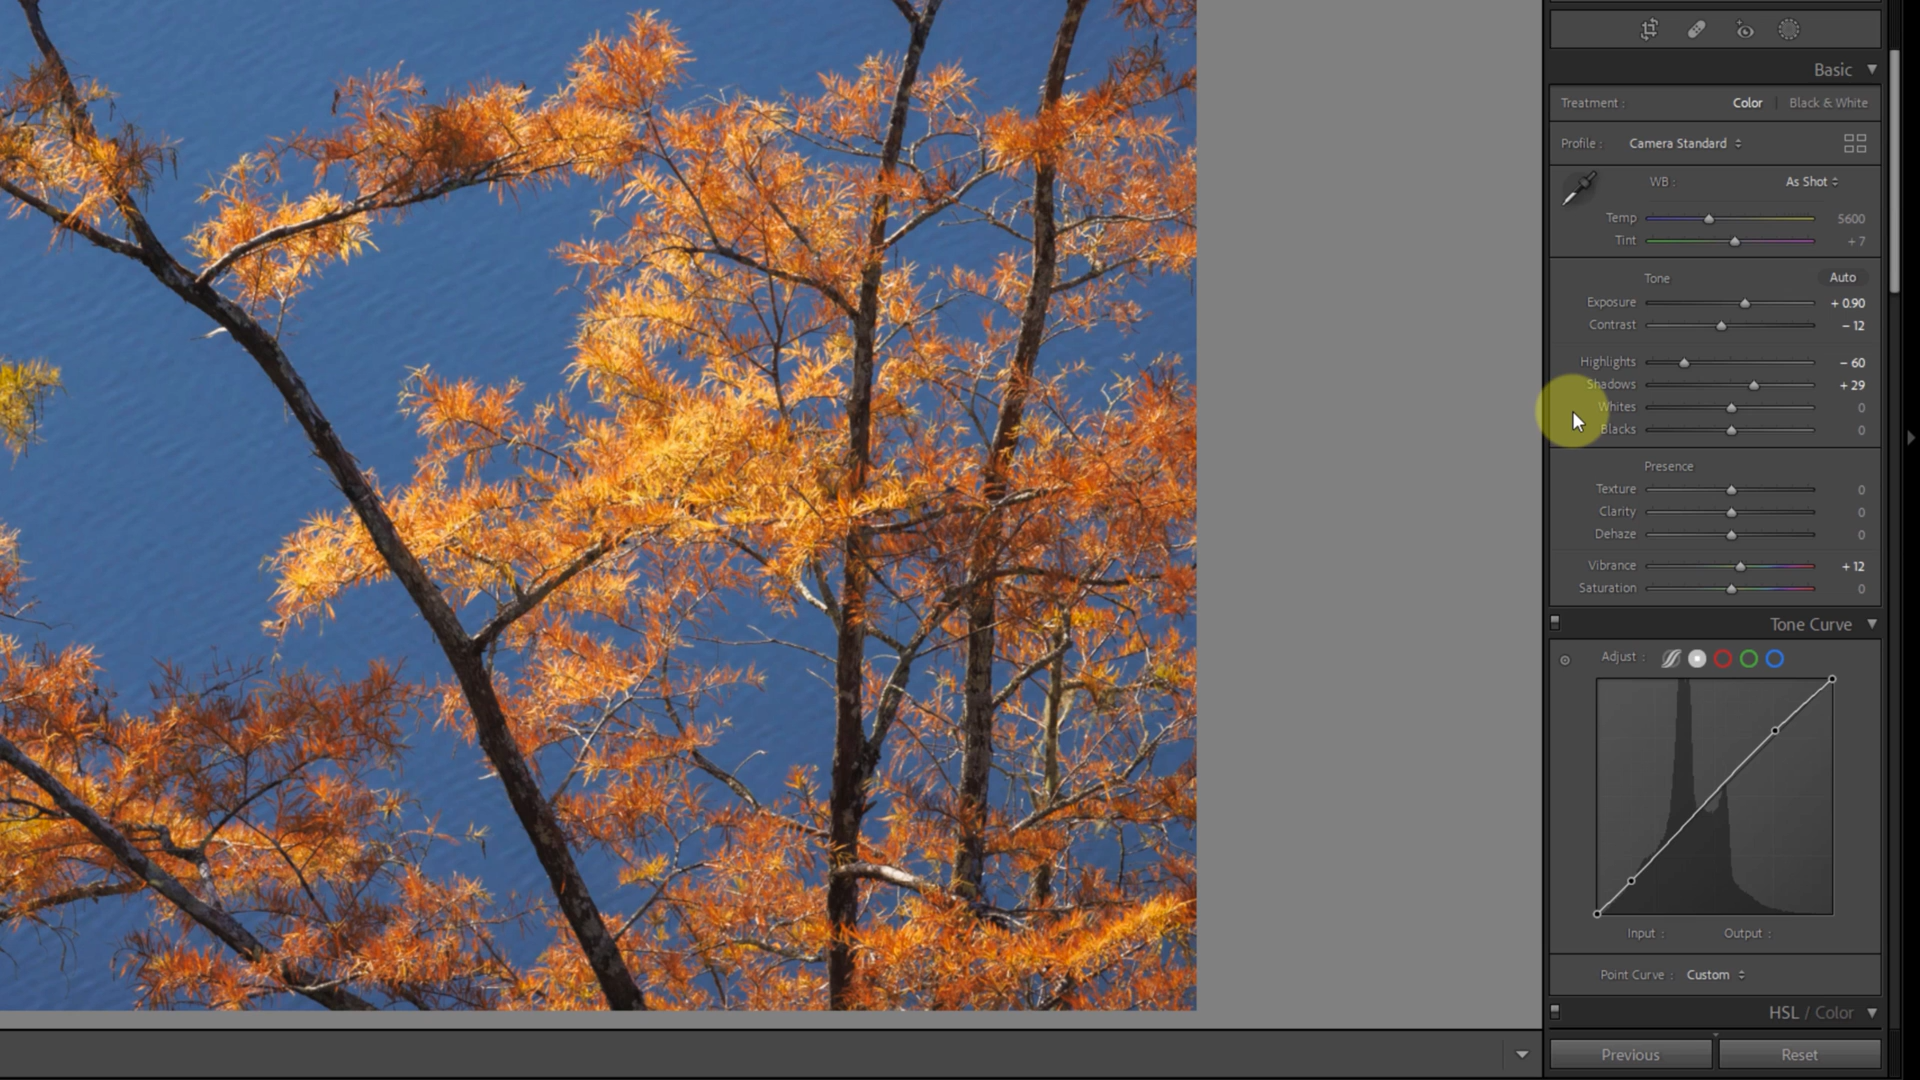 Basic
Treatment : Color Black & White
Profile : Camera Standard
WB : As Shot
Temp 5600
Tint + 7
Tone Auto
Exposure + 0.90
Contrast – 12
Highlights – 60
Shadows + 29
Whites 0
Blacks 0
Presence
Texture 0
Clarity 0
Dehaze 0
Vibrance + 12
Saturation 0
Tone Curve
Adjust :
Input : Output :
Point Curve : Custom
HSL / Color
Previous Reset